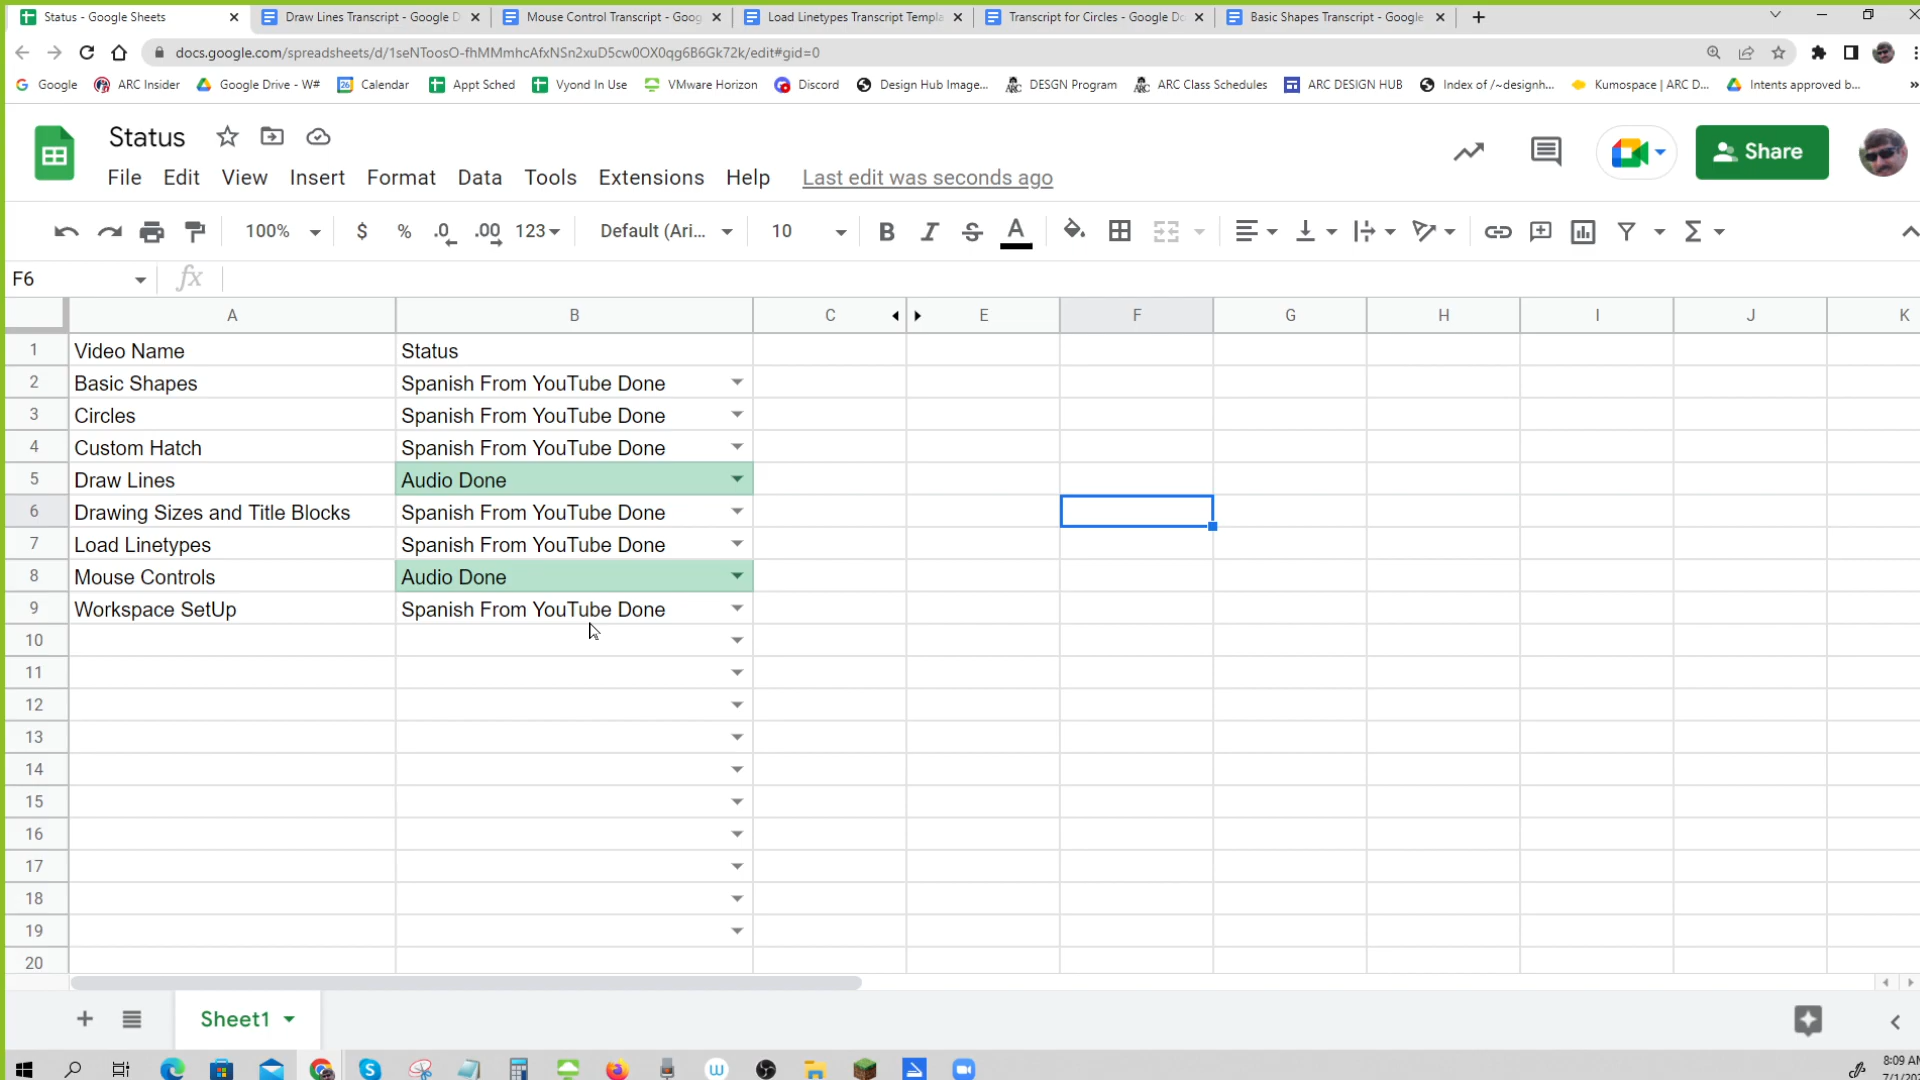 Status - Google Sheets
Draw Lines Transcript - Google D
Mouse Control Transcript - Goog
Load Linetypes Transcript Templa
Transcript for Circles - Google Do
Basic Shapes Transcript - Google
docs.google.com/spreadsheets/d/1seNToosO-fhMMmhcAfxNSn2xuD5cw0OX0qg6B6Gk72k/edit#gid=0
Google
ARC Insider
Google Drive - W#
26
Calendar
Appt Sched
Vyond In Use
VMware Horizon
Discord
Design Hub Image...
DESGN Program
ARC Class Schedules
ARC DESIGN HUB
Index of /~designh...
Kumospace | ARC D...
Intents approved b...
»
Status
File Edit View Insert Format Data Tools Extensions Help Last edit was seconds ago
Share
100% $ % .0 .00 123 Default (Ari... 10 B I S A
F6 fx
A B C E F G H I J K
1 Video Name Status
2 Basic Shapes Spanish From YouTube Done
3 Circles Spanish From YouTube Done
4 Custom Hatch Spanish From YouTube Done
5 Draw Lines Audio Done
6 Drawing Sizes and Title Blocks Spanish From YouTube Done
7 Load Linetypes Spanish From YouTube Done
8 Mouse Controls Audio Done
9 Workspace SetUp Spanish From YouTube Done
10
11
12
13
14
15
16
17
18
19
20
Sheet1
8:09 AM